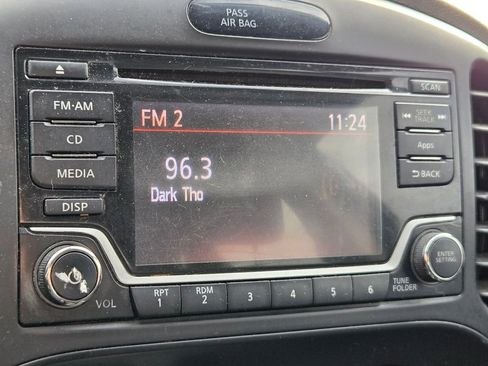 PASS
AIR BAG
SCAN
FM·AM
CD
MEDIA
DISP
FM 2 11:24
96.3
Dark Tho
SEEK
TRACK
Apps
BACK
VOL
RPT
1
RDM
2
3
4
5
6
TUNE
FOLDER
ENTER
SETTING